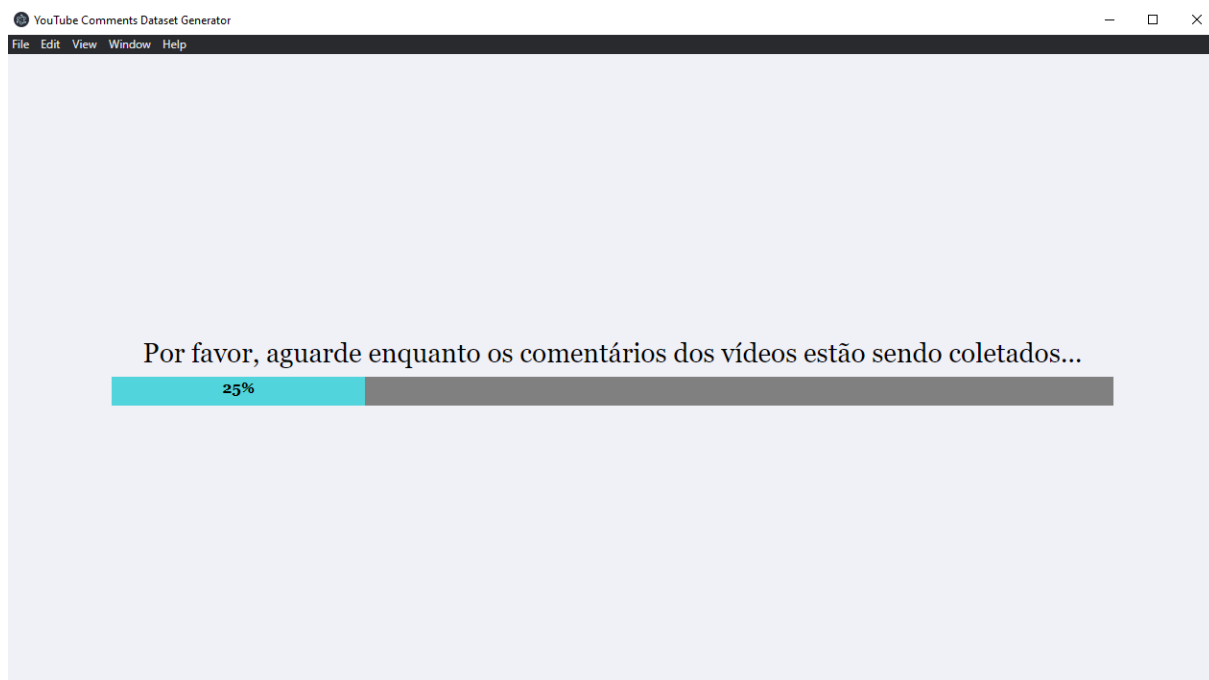 YouTube Comments Dataset Generator
File Edit View Window Help
Por favor, aguarde enquanto os comentários dos vídeos estão sendo coletados...
25%